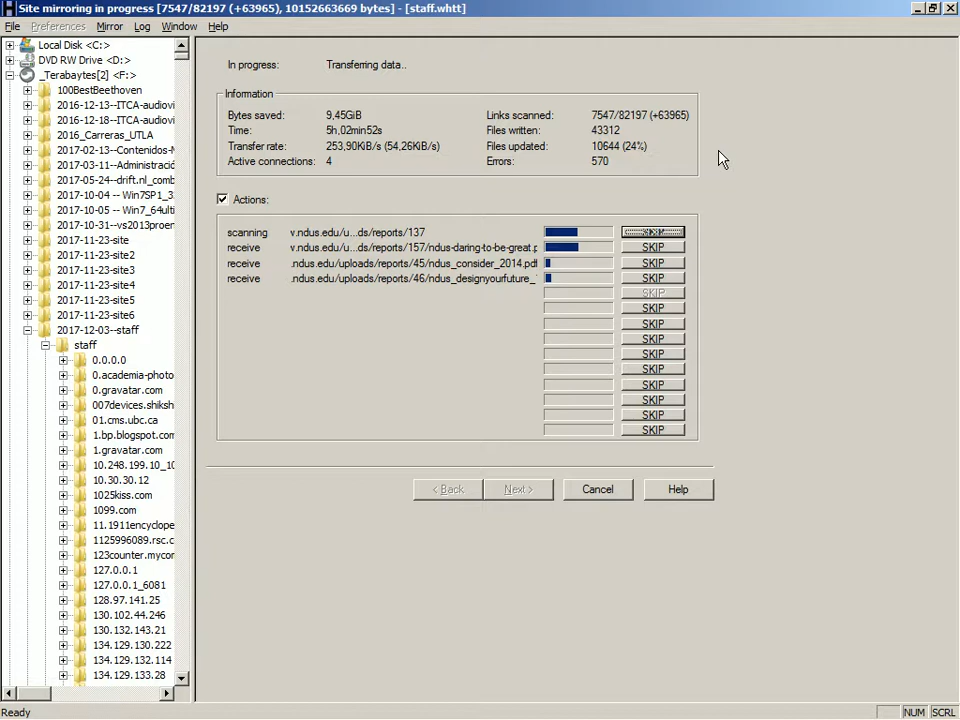 Site mirroring in progress [7547/82197 (+63965), 10152663669 bytes] - [staff.whtt]
File Preferences Mirror Log Window Help
Local Disk <C:>
DVD RW Drive <D:>
_Terabaytes[2] <F:>
100BestBeethoven
2016-12-13--ITCA-audiovi
2016-12-18--ITCA-audiovi
2016_Carreras_UTLA
2017-02-13--Contenidos-M
2017-03-11--Administració
2017-05-24--drift.nl_comb
2017-10-04 -- Win7SP1_3
2017-10-05 -- Win7_64ulti
2017-10-31--vs2013proen
2017-11-23-site
2017-11-23-site2
2017-11-23-site3
2017-11-23-site4
2017-11-23-site5
2017-11-23-site6
2017-12-03--staff
staff
0.0.0.0
0.academia-photo
0.gravatar.com
007devices.shiksh
01.cms.ubc.ca
1.bp.blogspot.com
1.gravatar.com
10.248.199.10_10
10.30.30.12
1025kiss.com
1099.com
11.1911encyclope
1125996089.rsc.c
123counter.mycom
127.0.0.1
127.0.0.1_6081
128.97.141.25
130.102.44.246
130.132.143.21
134.129.130.222
134.129.132.114
134.129.133.28
In progress: Transferring data..
Information
Bytes saved: 9,45GiB Links scanned: 7547/82197 (+63965)
Time: 5h,02min52s Files written: 43312
Transfer rate: 253,90KiB/s (54,26KiB/s) Files updated: 10644 (24%)
Active connections: 4 Errors: 570
Actions:
scanning v.ndus.edu/u...ds/reports/137 SKIP
receive v.ndus.edu/u...ds/reports/157/ndus-daring-to-be-great.p SKIP
receive .ndus.edu/uploads/reports/45/ndus_consider_2014.pdf SKIP
receive .ndus.edu/uploads/reports/46/ndus_designyourfuture_ SKIP
SKIP
SKIP
SKIP
SKIP
SKIP
SKIP
SKIP
SKIP
SKIP
SKIP
< Back Next > Cancel Help
Ready NUM SCRL